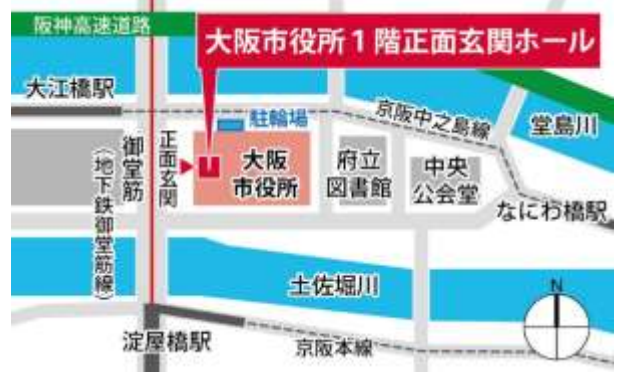 阪神高速道路
大阪市役所1階正面玄関ホール
大江橋駅
駐輪場
京阪中之島線
堂島川
御堂筋
(地下鉄御堂筋線)
正面玄関
大阪
市役所
府立
図書館
中央
公会堂
なにわ橋駅
土佐堀川
N
淀屋橋駅
京阪本線